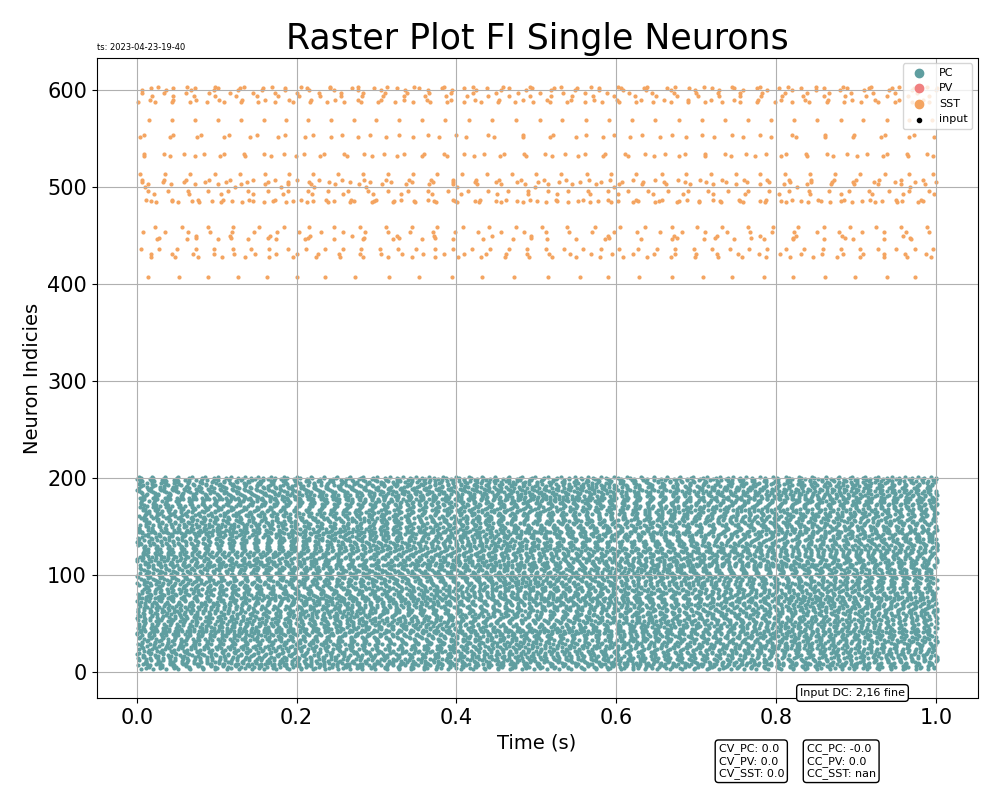 Raster Plot FI Single Neurons
ts: 2023-04-23-19-40
PC
PV
SST
input
Neuron Indicies
600
500
400
300
200
100
0
0.0 0.2 0.4 0.6 0.8 1.0
Input DC: 2,16 fine
Time (s)
CV_PC: 0.0
CV_PV: 0.0
CV_SST: 0.0
CC_PC: -0.0
CC_PV: 0.0
CC_SST: nan